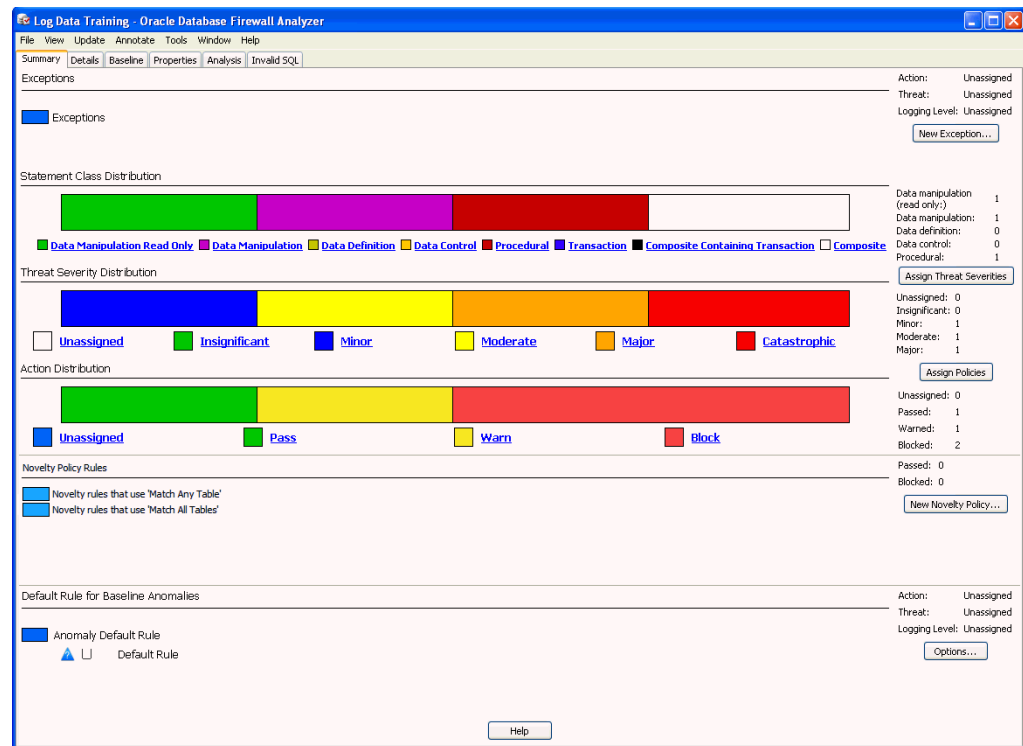 Log Data Training - Oracle Database Firewall Analyzer
File View Update Annotate Tools Window Help
Summary Details Baseline Properties Analysis Invalid SQL
Exceptions
Action: Unassigned
Threat: Unassigned
Logging Level: Unassigned
Exceptions
New Exception...
Statement Class Distribution
Data manipulation
(read only:) 1
Data manipulation: 1
Data definition: 0
Data control: 0
Procedural: 1
Data Manipulation Read Only Data Manipulation Data Definition Data Control Procedural Transaction Composite Containing Transaction Composite
Threat Severity Distribution
Assign Threat Severities
Unassigned: 0
Insignificant: 0
Minor: 1
Moderate: 1
Major: 1
Unassigned Insignificant Minor Moderate Major Catastrophic
Action Distribution
Assign Policies
Unassigned: 0
Passed: 1
Warned: 1
Blocked: 2
Unassigned Pass Warn Block
Novelty Policy Rules
Passed: 0
Blocked: 0
Novelty rules that use 'Match Any Table'
Novelty rules that use 'Match All Tables'
New Novelty Policy...
Default Rule for Baseline Anomalies
Action: Unassigned
Threat: Unassigned
Logging Level: Unassigned
Anomaly Default Rule
Default Rule
Options...
Help